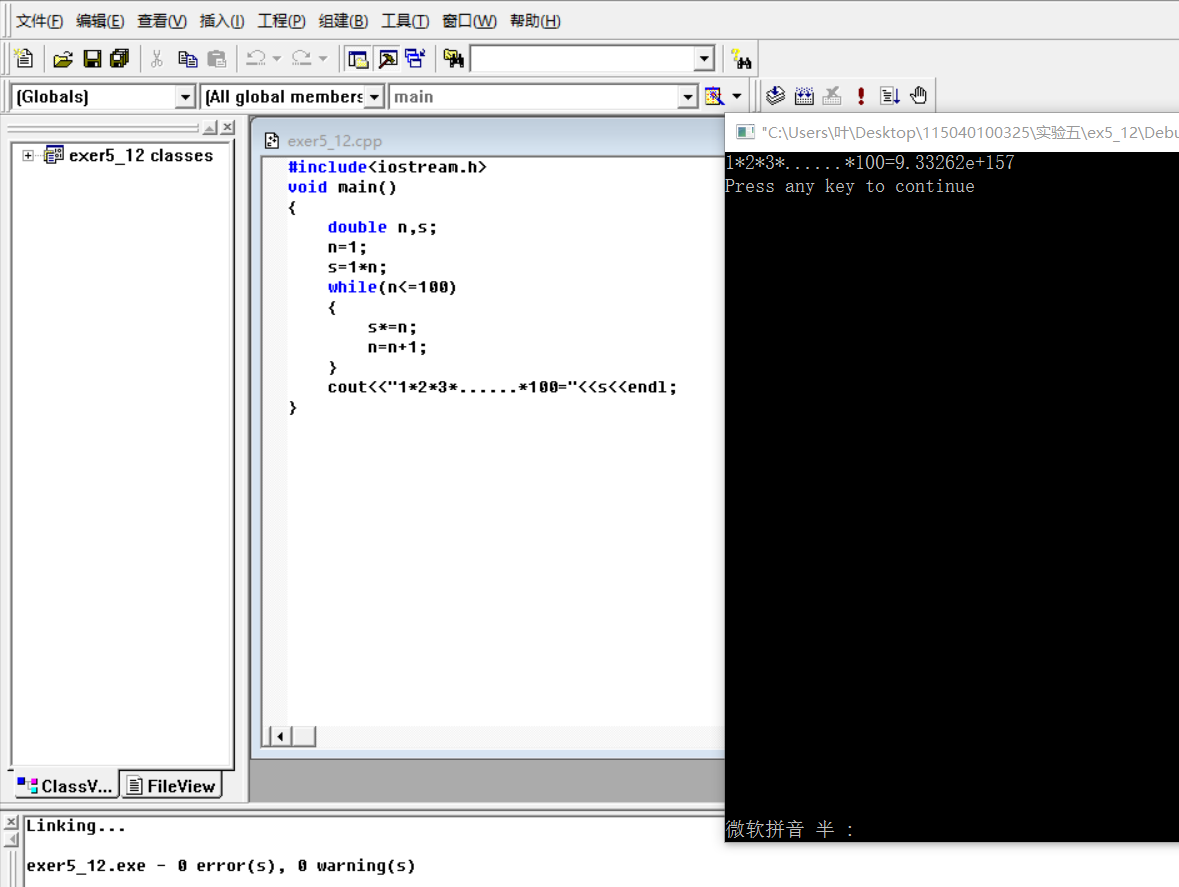 文件(F) 编辑(E) 查看(V) 插入(I) 工程(P) 组建(B) 工具(T) 窗口(W) 帮助(H)
(Globals) (All global members main
exer5_12 classes
exer5_12.cpp
#include<iostream.h>
void main()
{
    double n,s;
    n=1;
    s=1*n;
    while(n<=100)
    {
        s*=n;
        n=n+1;
    }
    cout<<"1*2*3*......*100="<<s<<endl;
}
"C:\Users\叶\Desktop\115040100325\实验五\ex5_12\Debu
1*2*3*......*100=9.33262e+157
Press any key to continue
微软拼音 半 :
ClassV... FileView
Linking...
exer5_12.exe - 0 error(s), 0 warning(s)